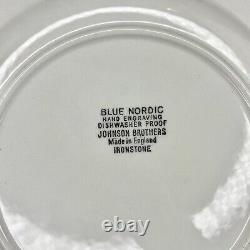 BLUE NORDIC
HAND ENGRAVING
DISHWASHER PROOF
JOHNSON BROTHERS
Made in England
IRONSTONE